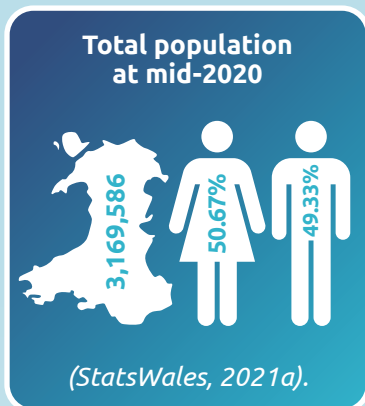 Total population
at mid-2020
3,169,586
50.67%
49.33%
(StatsWales, 2021a).